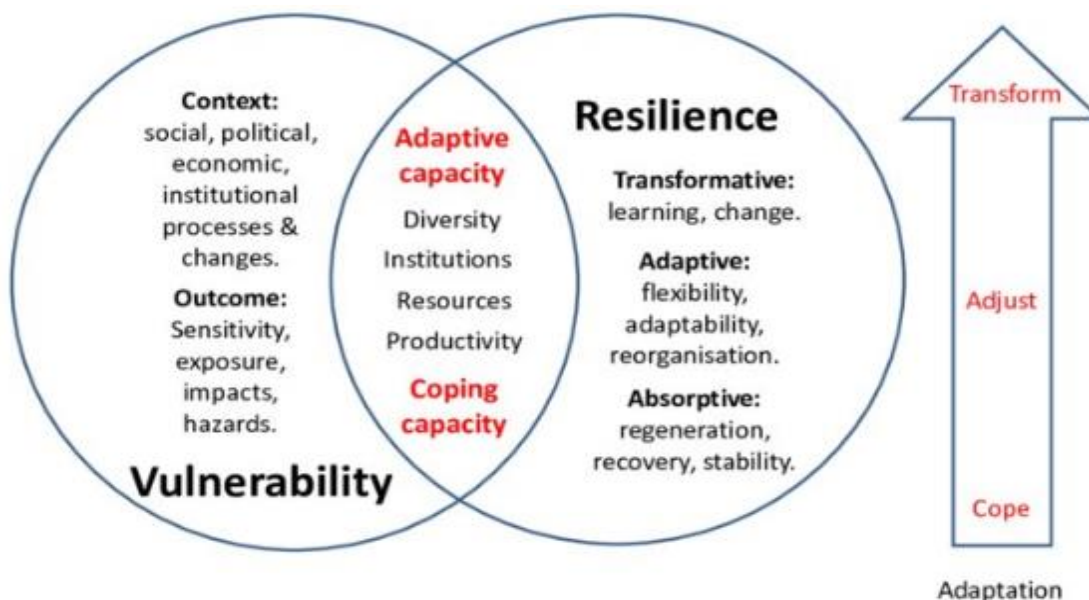 Context:
social, political,
economic,
institutional
processes &
changes.
Outcome:
Sensitivity,
exposure,
impacts,
hazards.
Vulnerability
Adaptive
capacity
Diversity
Institutions
Resources
Productivity
Coping
capacity
Resilience
Transformative:
learning, change.
Adaptive:
flexibility,
adaptability,
reorganisation.
Absorptive:
regeneration,
recovery, stability.
Transform
Adjust
Cope
Adaptation